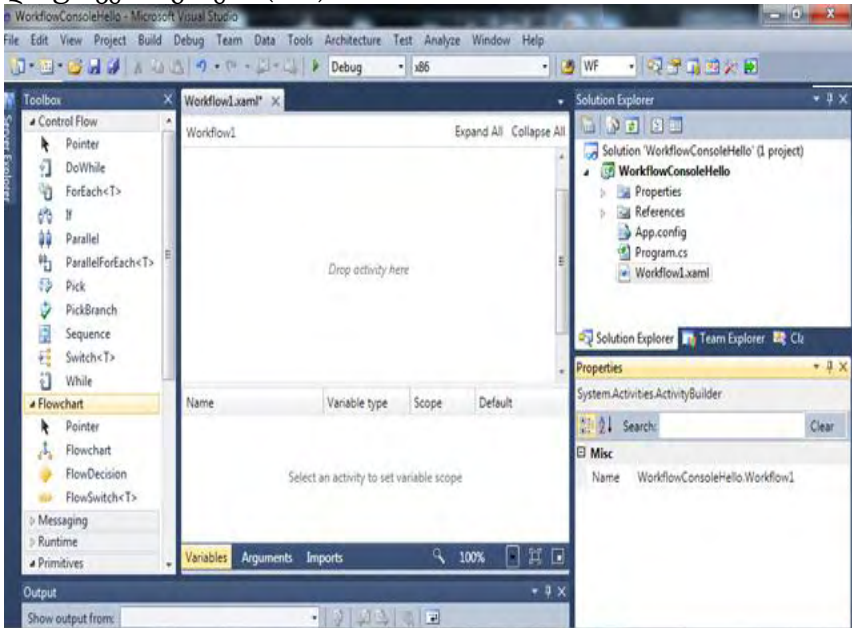 WorkflowConsoleHello - Microsoft Visual Studio
File Edit View Project Build Debug Team Data Tools Architecture Test Analyze Window Help
Debug x86 WF
Server Explorer
Toolbox
Control Flow
Pointer
DoWhile
ForEach<T>
If
Parallel
ParallelForEach<T>
Pick
PickBranch
Sequence
Switch<T>
While
Flowchart
Pointer
Flowchart
FlowDecision
FlowSwitch<T>
Messaging
Runtime
Primitives
Workflow1.xaml*
Workflow1 Expand All Collapse All
Drop activity here
Name Variable type Scope Default
Select an activity to set variable scope
Variables Arguments Imports 100%
Output
Show output from:
Solution Explorer
Solution 'WorkflowConsoleHello' (1 project)
WorkflowConsoleHello
Properties
References
App.config
Program.cs
Workflow1.xaml
Solution Explorer Team Explorer Cla
Properties
System.Activities.ActivityBuilder
Search: Clear
Misc
Name WorkflowConsoleHello.Workflow1